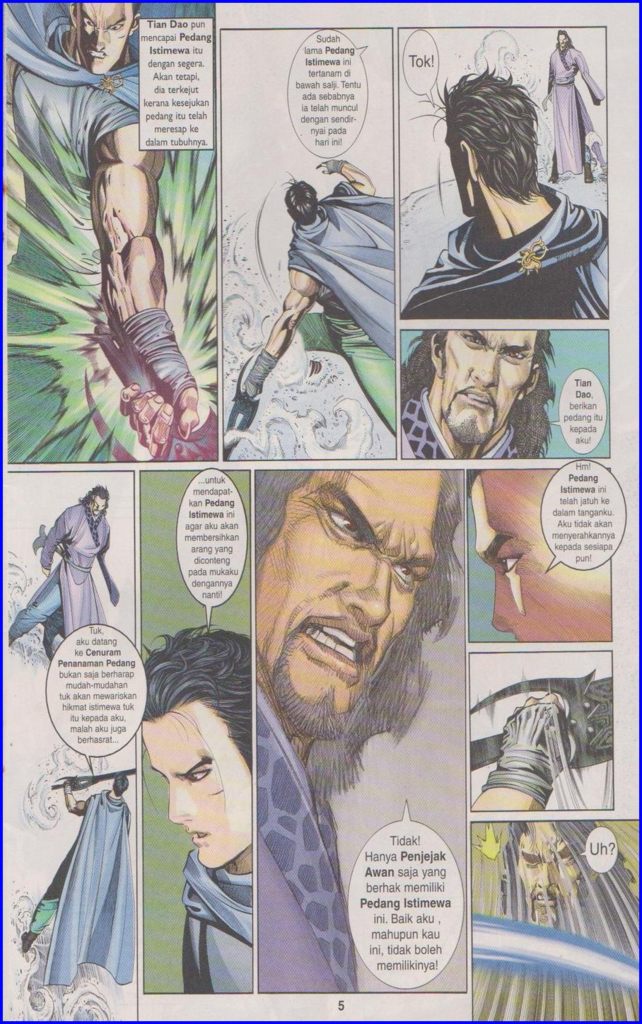 Tian Dao pun
mencapai Pedang
Istimewa itu
dengan segera.
Akan tetapi,
dia terkejut
kerana kesejukan
pedang itu telah
meresap ke
dalam tubuhnya.
Sudah
lama Pedang
Istimewa ini
tertanam di
bawah salji. Tentu
ada sebabnya
ia telah muncul
dengan sendir-
nyai pada
hari ini!
Tok!
Tian
Dao,
berikan
pedang itu
kepada
aku!
Tuk,
aku datang
ke Cenuram
Penanaman Pedang
bukan saja berharap
mudah-mudahan
tuk akan mewariskan
hikmat istimewa tuk
itu kepada aku,
malah aku juga
berhasrat...
...untuk
mendapat-
kan Pedang
Istimewa ini
agar aku akan
membersihkan
arang yang
diconteng
pada mukaku
dengannya
nanti!
Tidak!
Hanya Penjejak
Awan saja yang
berhak memiliki
Pedang Istimewa
ini. Baik aku ,
mahupun kau
ini, tidak boleh
memilikinya!
Hm!
Pedang
Istimewa ini
telah jatuh ke
dalam tanganku.
Aku tidak akan
menyerahkannya
kepada sesiapa
pun!
Uh?
5